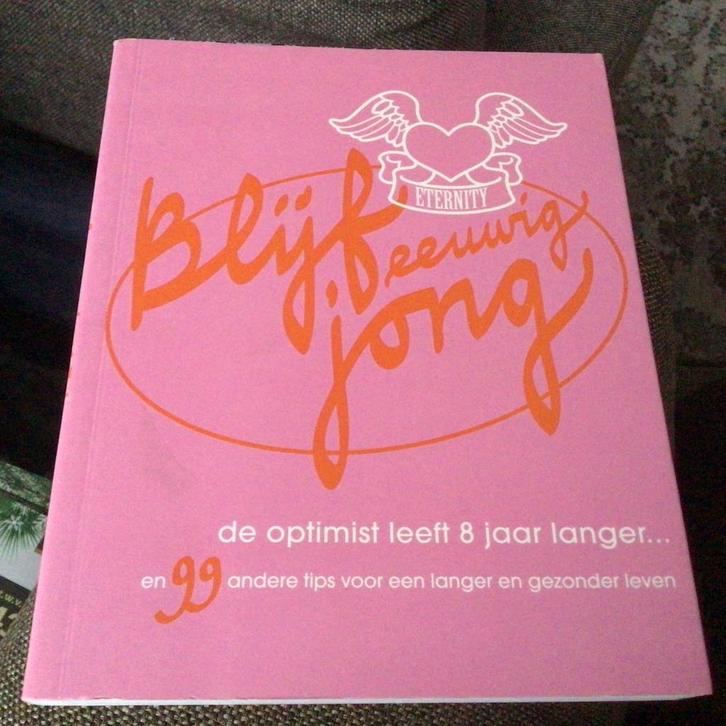 ETERNITY
Blijf eeuwig
jong
de optimist leeft 8 jaar langer...
en 99 andere tips voor een langer en gezonder leven